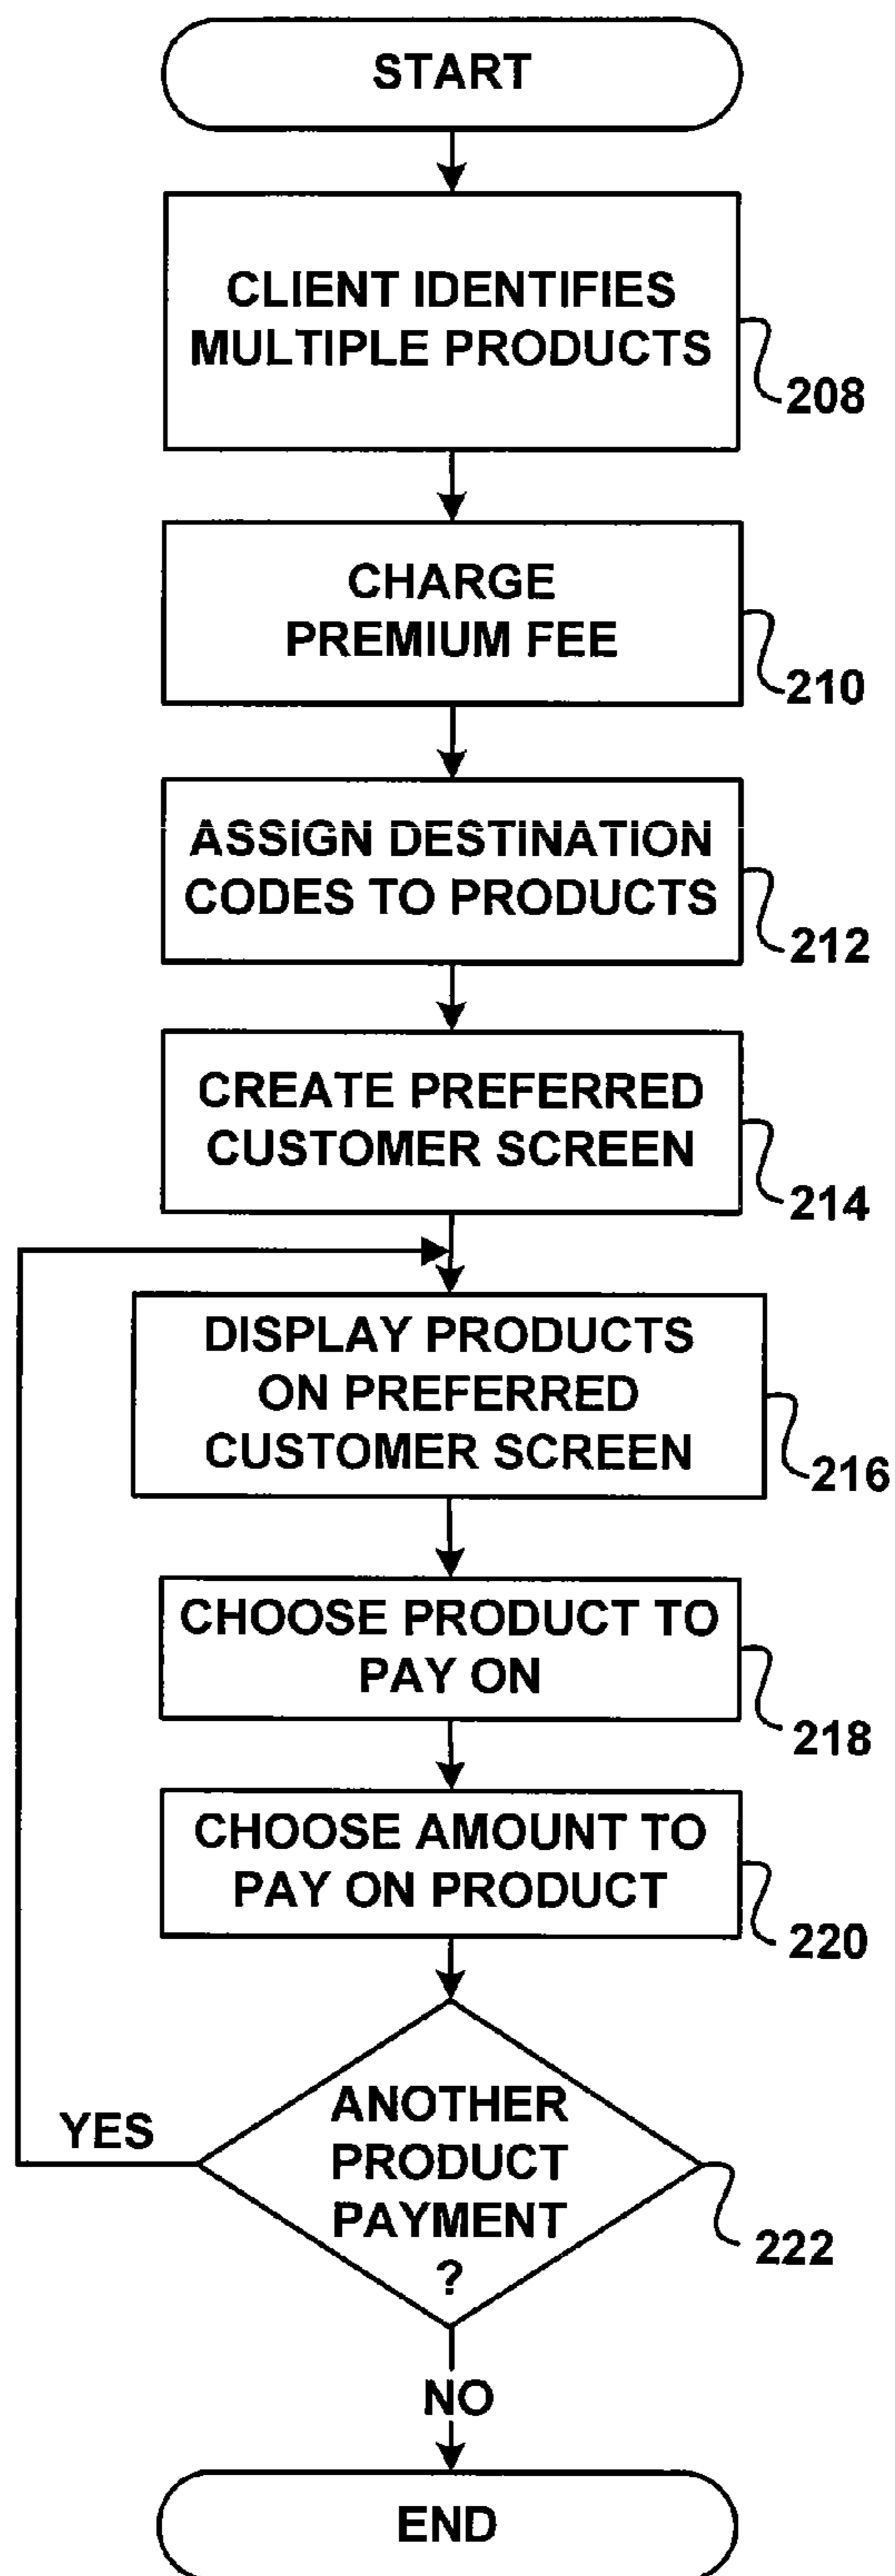 START
CLIENT IDENTIFIES
MULTIPLE PRODUCTS
208
CHARGE
PREMIUM FEE
210
ASSIGN DESTINATION
CODES TO PRODUCTS
212
CREATE PREFERRED
CUSTOMER SCREEN
214
DISPLAY PRODUCTS
ON PREFERRED
CUSTOMER SCREEN
216
CHOOSE PRODUCT TO
PAY ON
218
CHOOSE AMOUNT TO
PAY ON PRODUCT
220
YES
ANOTHER
PRODUCT
PAYMENT
?
222
NO
END